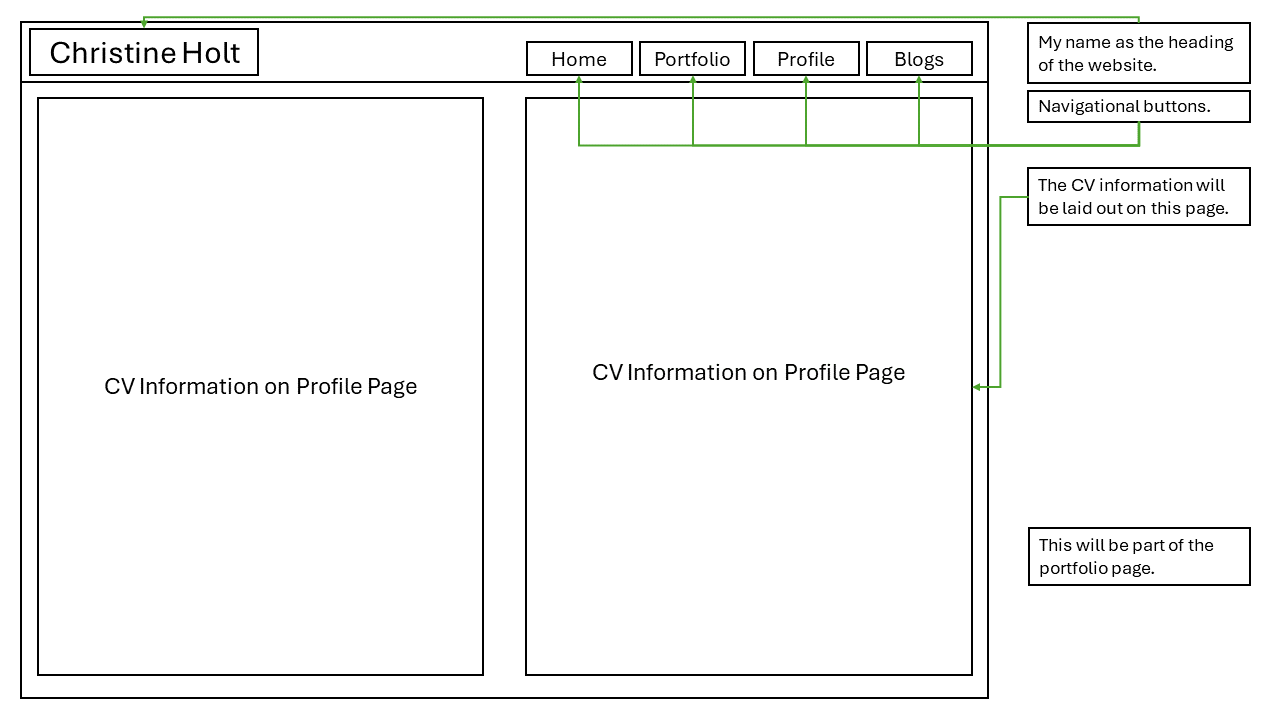 Christine Holt
Home
Portfolio
Profile
Blogs
CV Information on Profile Page
CV Information on Profile Page
My name as the heading
of the website.
Navigational buttons.
The CV information will
be laid out on this page.
This will be part of the
portfolio page.